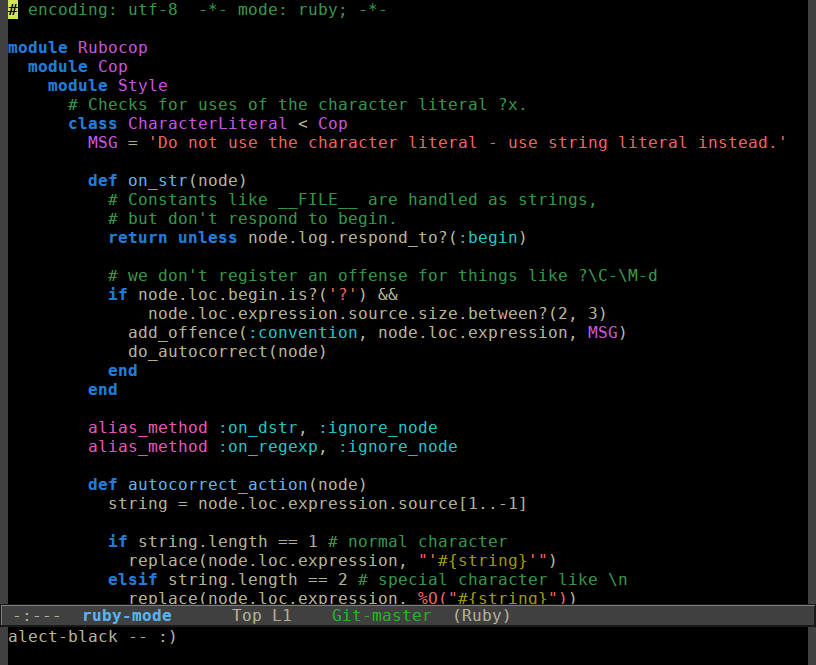 # encoding: utf-8  -*- mode: ruby; -*-
module Rubocop
  module Cop
    module Style
      # Checks for uses of the character literal ?x.
      class CharacterLiteral < Cop
        MSG = 'Do not use the character literal - use string literal instead.'
        def on_str(node)
          # Constants like __FILE__ are handled as strings,
          # but don't respond to begin.
          return unless node.log.respond_to?(:begin)
          # we don't register an offense for things like ?\C-\M-d
          if node.loc.begin.is?('?') &&
              node.loc.expression.source.size.between?(2, 3)
            add_offence(:convention, node.loc.expression, MSG)
            do_autocorrect(node)
          end
        end
        alias_method :on_dstr, :ignore_node
        alias_method :on_regexp, :ignore_node
        def autocorrect_action(node)
          string = node.loc.expression.source[1..-1]
          if string.length == 1 # normal character
            replace(node.loc.expression, "'#{string}'")
          elsif string.length == 2 # special character like \n
            replace(node.loc.expression, %Q("#{string}"))
-:---  ruby-mode      Top L1    Git-master  (Ruby)
alect-black -- :)